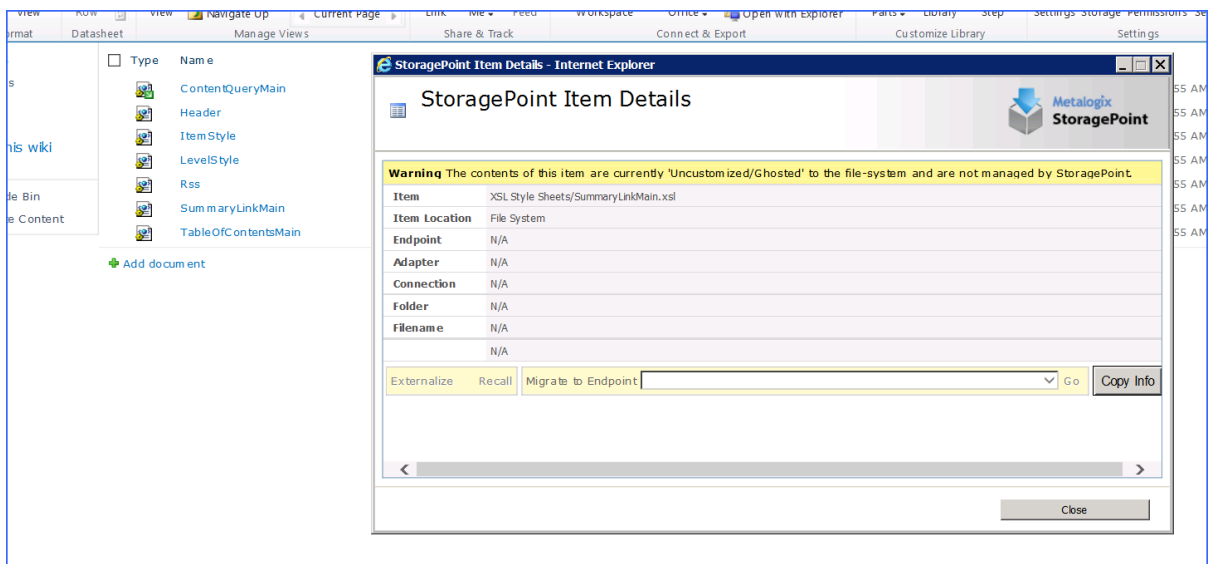 View Row View Navigate Up Current Page Link Me Feed Workspace Office Open with Explorer Parts Library Step Settings Storage Permissions
Datasheet Manage Views Share & Track Connect & Export Customize Library Settings
Type Name
ContentQueryMain
Header
ItemStyle
LevelStyle
Rss
SummaryLinkMain
TableOfContentsMain
Add document
s
his wiki
de Bin
e Content
StoragePoint Item Details - Internet Explorer
StoragePoint Item Details
Metalogix
StoragePoint
Warning The contents of this item are currently 'Uncustomized/Ghosted' to the file-system and are not managed by StoragePoint.
Item XSL Style Sheets/SummaryLinkMain.xsl
Item Location File System
Endpoint N/A
Adapter N/A
Connection N/A
Folder N/A
Filename N/A
N/A
Externalize Recall Migrate to Endpoint Go Copy Info
Close
55 AM
55 AM
55 AM
55 AM
55 AM
55 AM
55 AM